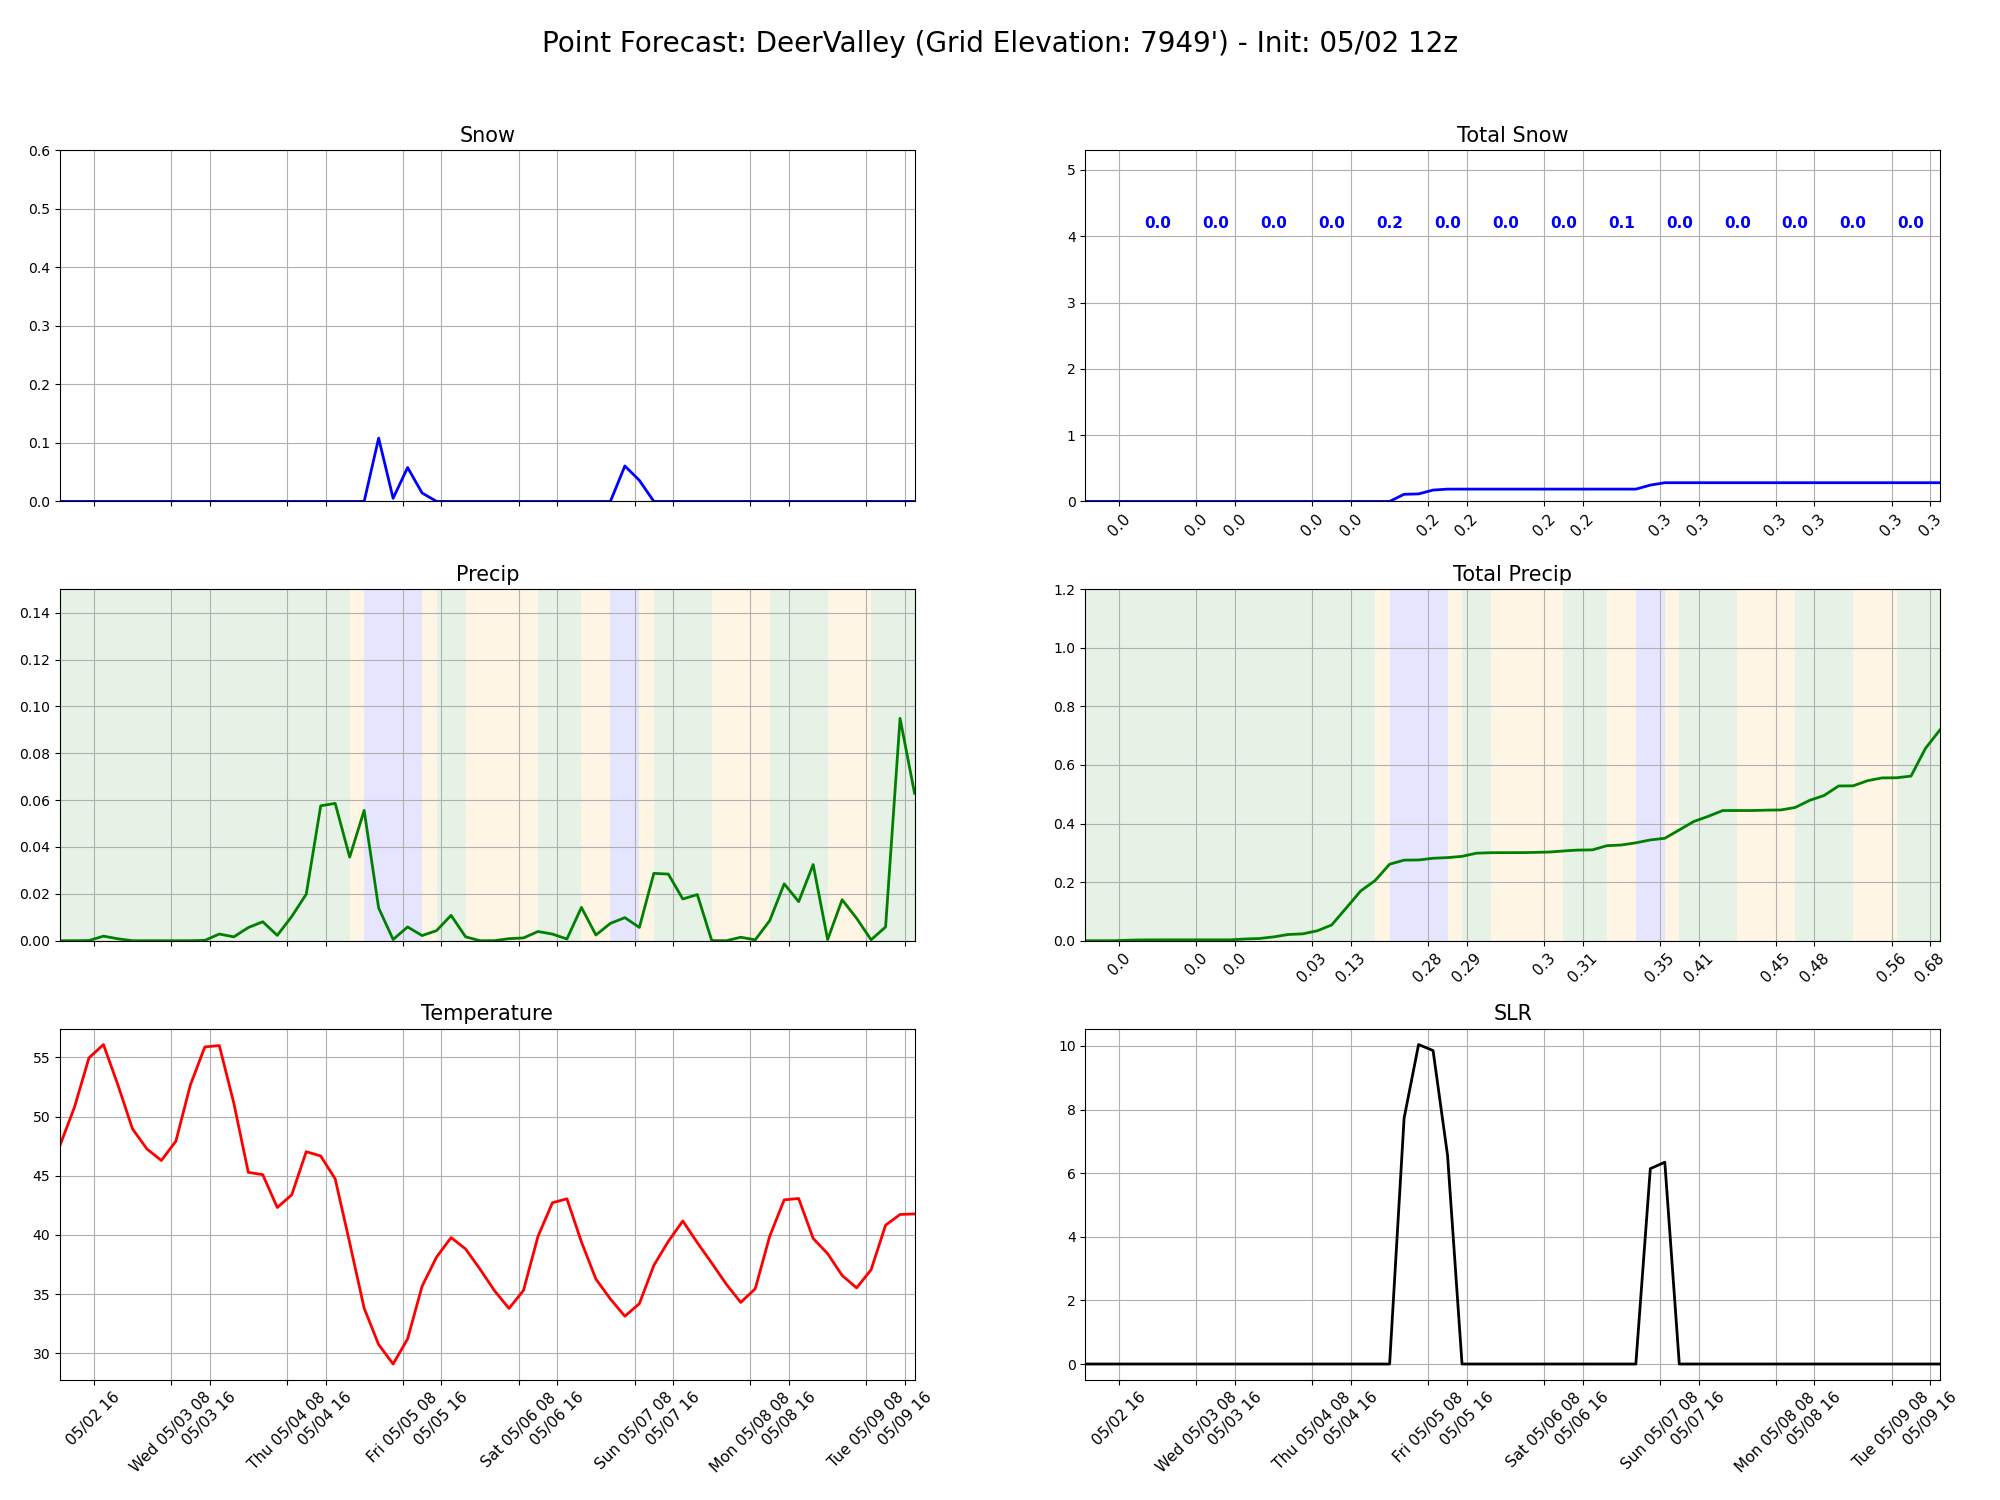 Point Forecast: DeerValley (Grid Elevation: 7949') - Init: 05/02 12z
Snow
0.6
0.5
0.4
0.3
0.2
0.1
0.0
Total Snow
5
4
3
2
1
0
0.0 0.0 0.0 0.0 0.2 0.0 0.0 0.0 0.1 0.0 0.0 0.0 0.0 0.0
0.0 0.0 0.0 0.0 0.0 0.2 0.2 0.2 0.2 0.3 0.3 0.3 0.3 0.3 0.3
Precip
0.14
0.12
0.10
0.08
0.06
0.04
0.02
0.00
Total Precip
1.2
1.0
0.8
0.6
0.4
0.2
0.0
0.0 0.0 0.0 0.03 0.13 0.28 0.29 0.3 0.31 0.35 0.41 0.45 0.48 0.56 0.68
Temperature
55
50
45
40
35
30
05/02 16
Wed 05/03 08
05/03 16
Thu 05/04 08
05/04 16
Fri 05/05 08
05/05 16
Sat 05/06 08
05/06 16
Sun 05/07 08
05/07 16
Mon 05/08 08
05/08 16
Tue 05/09 08
05/09 16
SLR
10
8
6
4
2
0
05/02 16
Wed 05/03 08
05/03 16
Thu 05/04 08
05/04 16
Fri 05/05 08
05/05 16
Sat 05/06 08
05/06 16
Sun 05/07 08
05/07 16
Mon 05/08 08
05/08 16
Tue 05/09 08
05/09 16